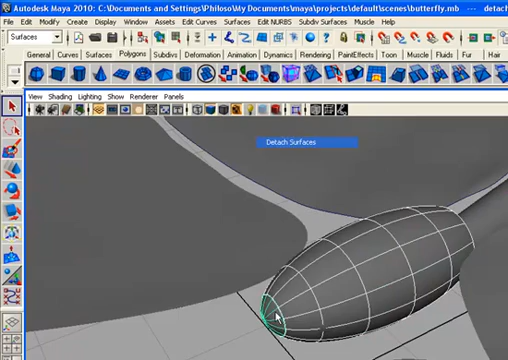 Autodesk Maya 2010: C:\Documents and Settings\Philoso\My Documents\maya\projects\default\scenes\butterfly.mb --- detach
File Edit Modify Create Display Window Assets Edit Curves Surfaces Edit NURBS Subdiv Surfaces Muscle
Surfaces
General Curves Surfaces Polygons Subdivs Deformation Animation Dynamics Rendering PaintEffects Toon Muscle Fluids Fur Hair
View Shading Lighting Show Renderer Panels
Detach Surfaces